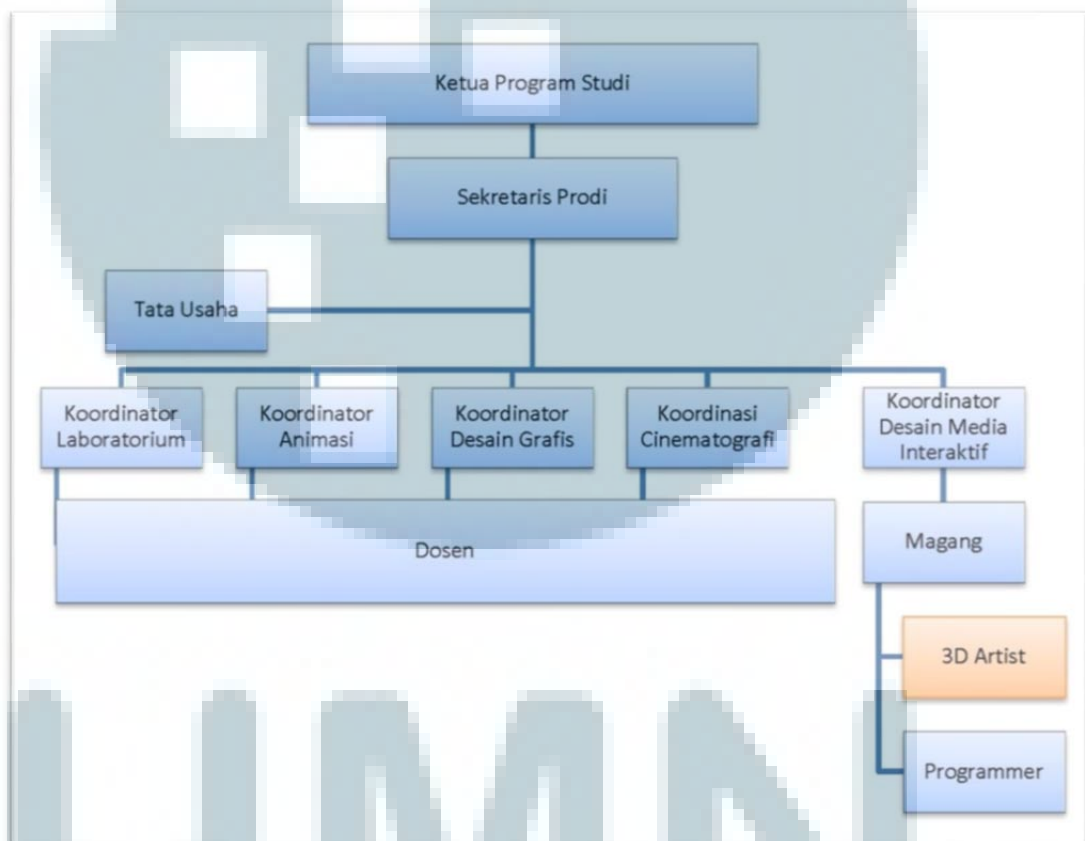 Ketua Program Studi
Sekretaris Prodi
Tata Usaha
Koordinator
Laboratorium
Koordinator
Animasi
Koordinator
Desain Grafis
Koordinasi
Cinematografi
Koordinator
Desain Media
Interaktif
Dosen
Magang
3D Artist
Programmer
UMN